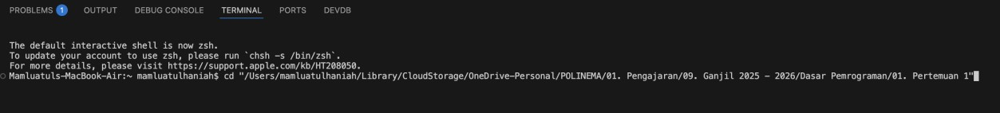 PROBLEMS 1 OUTPUT DEBUG CONSOLE TERMINAL PORTS DEVDB
The default interactive shell is now zsh.
To update your account to use zsh, please run `chsh -s /bin/zsh`.
For more details, please visit https://support.apple.com/kb/HT208050.
Mamluatuls-MacBook-Air:~ mamluatulhaniah$ cd "/Users/mamluatulhaniah/Library/CloudStorage/OneDrive-Personal/POLINEMA/01. Pengajaran/09. Ganjil 2025 - 2026/Dasar Pemrograman/01. Pertemuan 1"